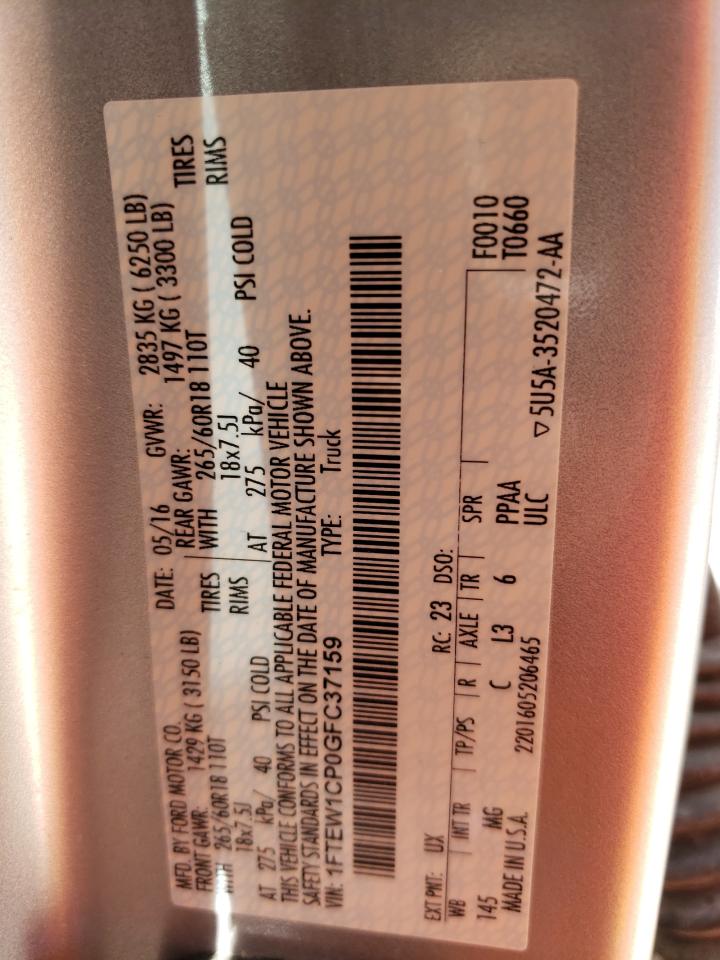 MFD. BY FORD MOTOR CO. DATE: 05/16 GVWR: 2835 KG ( 6250 LB)
FRONT GAWR: 1429 KG ( 3150 LB) REAR GAWR: 1497 KG ( 3300 LB)
WITH 265/60R18 110T TIRES WITH 265/60R18 110T TIRES
18x7.5J RIMS 18x7.5J RIMS
AT 275 kPa/ 40 PSI COLD AT 275 kPa/ 40 PSI COLD
THIS VEHICLE CONFORMS TO ALL APPLICABLE FEDERAL MOTOR VEHICLE
SAFETY STANDARDS IN EFFECT ON THE DATE OF MANUFACTURE SHOWN ABOVE.
VIN: 1FTEW1CP0GFC37159 TYPE: Truck
EXT PNT: UX RC: 23 DSO:
WB INT TR TP/PS R AXLE TR SPR F0010
145 MG C L3 6 PPAA T0660
MADE IN U.S.A. 2201605206465 ULC
▽5U5A-3520472-AA